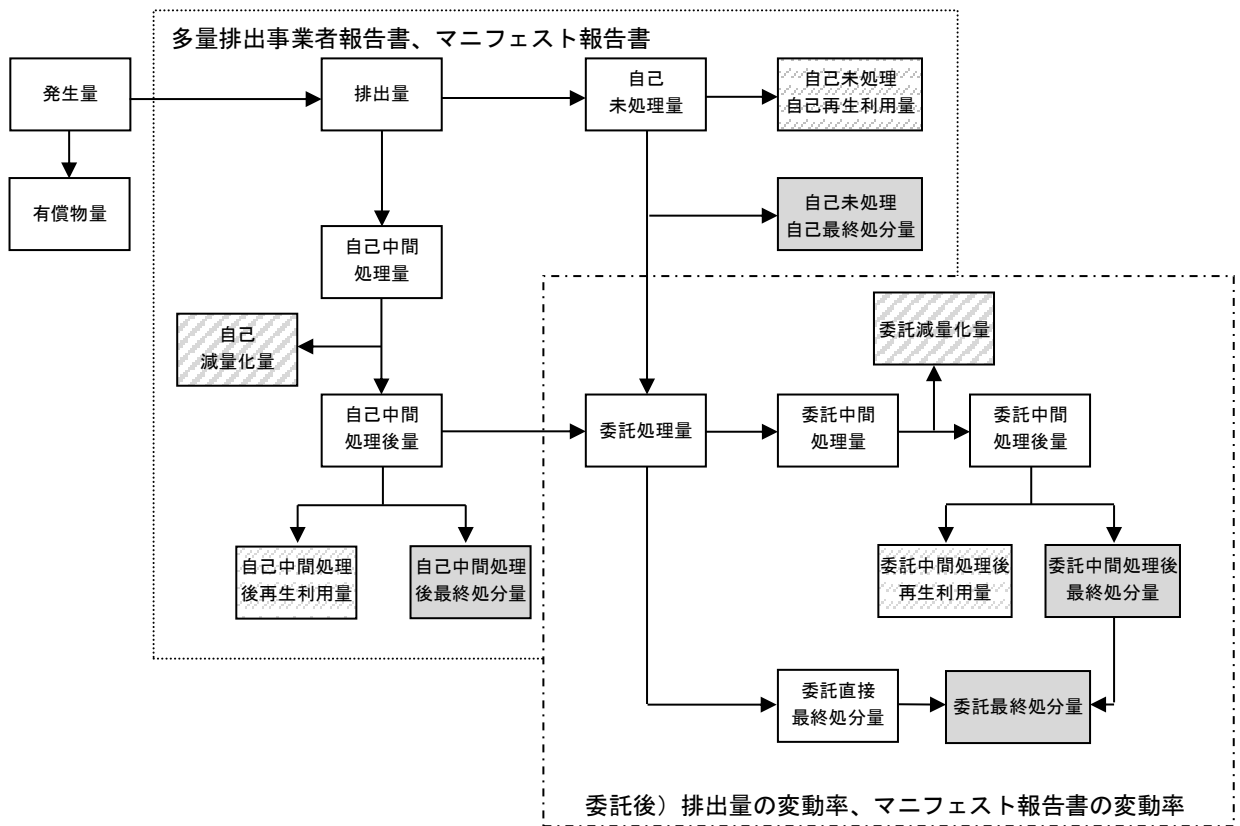 多量排出事業者報告書、マニフェスト報告書
発生量
排出量
自己
未処理量
自己未処理
自己再生利用量
有償物量
自己未処理
自己最終処分量
自己中間
処理量
自己
減量化量
委託減量化量
自己中間
処理後量
委託処理量
委託中間
処理量
委託中間
処理後量
自己中間処理
後再生利用量
自己中間処理
後最終処分量
委託中間処理後
再生利用量
委託中間処理後
最終処分量
委託直接
最終処分量
委託最終処分量
委託後）排出量の変動率、マニフェスト報告書の変動率